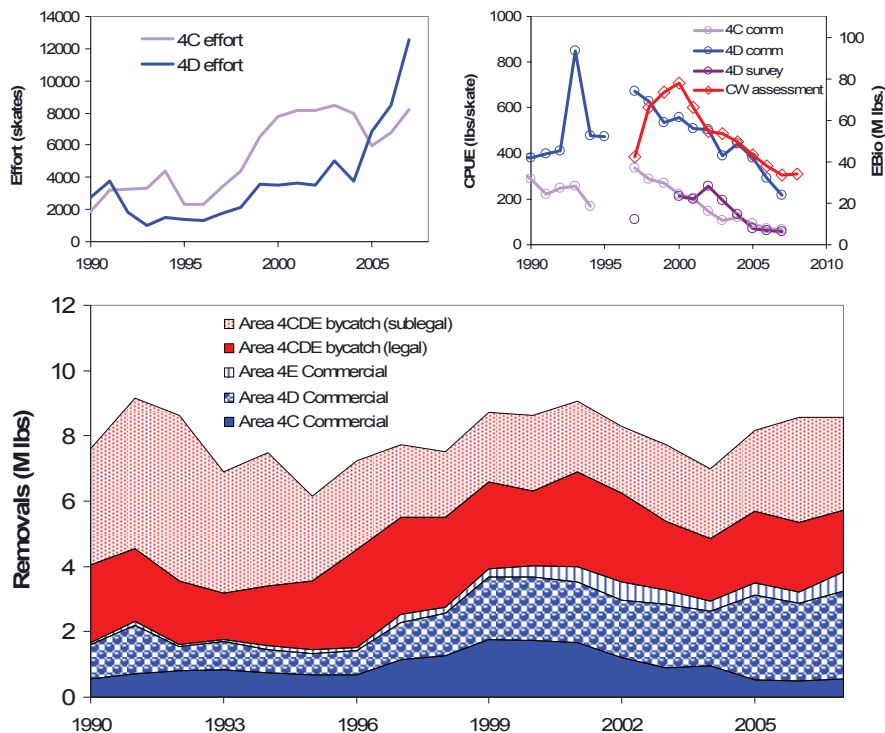 14000
12000
10000
8000
6000
4000
2000
0
Effort (skates)
4C effort
4D effort
1990
1995
2000
2005
1000
800
600
400
200
0
CPUE (lbs/skate)
4C comm
4D comm
4D survey
CW assessment
100
80
60
40
20
0
EBio (M lbs.)
1990
1995
2000
2005
2010
12
10
8
6
4
2
0
Removals (M lbs)
Area 4CDE bycatch (sublegal)
Area 4CDE bycatch (legal)
Area 4E Commercial
Area 4D Commercial
Area 4C Commercial
1990
1993
1996
1999
2002
2005